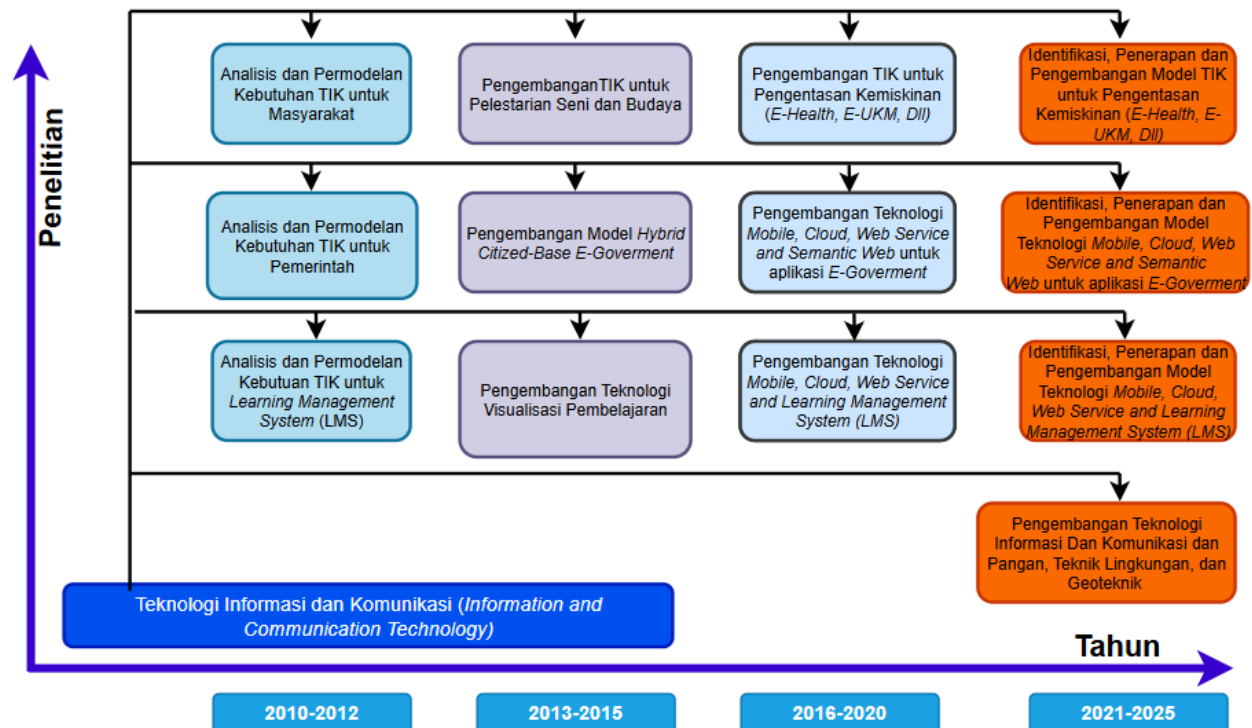 Penelitian
Analisis dan Permodelan
Kebutuhan TIK untuk
Masyarakat
PengembanganTIK untuk
Pelestarian Seni dan Budaya
Pengembangan TIK untuk
Pengentasan Kemiskinan
(E-Health, E-UKM, Dll)
Identifikasi, Penerapan dan
Pengembangan Model TIK
untuk Pengentasan
Kemiskinan (E-Health, E-
UKM, Dll)
Analisis dan Permodelan
Kebutuhan TIK untuk
Pemerintah
Pengembangan Model Hybrid
Citized-Base E-Goverment
Pengembangan Teknologi
Mobile, Cloud, Web Service
and Semantic Web untuk
aplikasi E-Goverment
Identifikasi, Penerapan dan
Pengembangan Model
Teknologi Mobile, Cloud, Web
Service and Semantic
Web untuk aplikasi E-Goverment
Analisis dan Permodelan
Kebutuan TIK untuk
Learning Management
System (LMS)
Pengembangan Teknologi
Visualisasi Pembelajaran
Pengembangan Teknologi
Mobile, Cloud, Web Service
and Learning Management
System (LMS)
Identifikasi, Penerapan dan
Pengembangan Model
Teknologi Mobile, Cloud,
Web Service and Learning
Management System (LMS)
Pengembangan Teknologi
Informasi Dan Komunikasi dan
Pangan, Teknik Lingkungan, dan
Geoteknik
Teknologi Informasi dan Komunikasi (Information and
Communication Technology)
Tahun
2010-2012
2013-2015
2016-2020
2021-2025